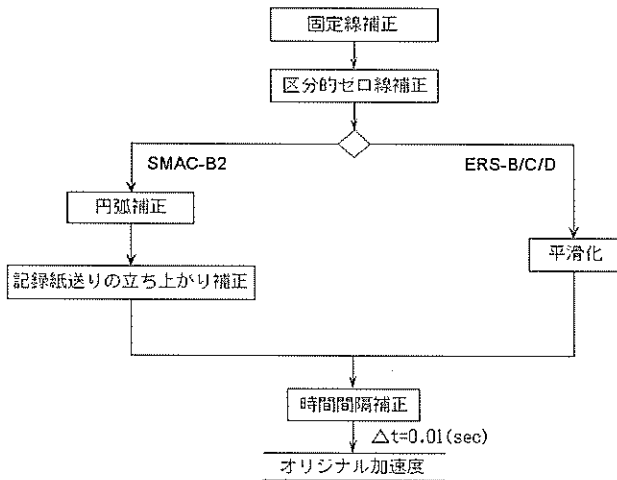 固定線補正
区分的ゼロ線補正
SMAC-B2
ERS-B/C/D
円弧補正
平滑化
記録紙送りの立ち上がり補正
時間間隔補正
△t=0.01(sec)
オリジナル加速度